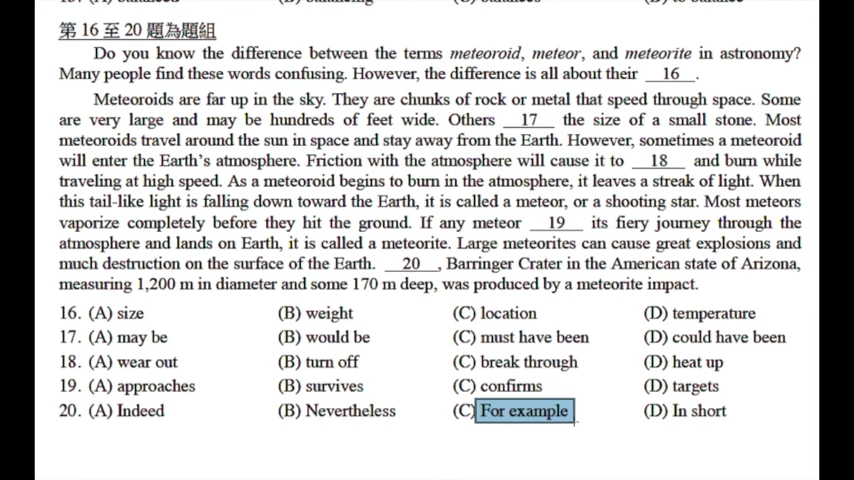 第 16 至 20 題為題組
Do you know the difference between the terms meteoroid, meteor, and meteorite in astronomy?
Many people find these words confusing. However, the difference is all about their 16 .
Meteoroids are far up in the sky. They are chunks of rock or metal that speed through space. Some
are very large and may be hundreds of feet wide. Others 17 the size of a small stone. Most
meteoroids travel around the sun in space and stay away from the Earth. However, sometimes a meteoroid
will enter the Earth's atmosphere. Friction with the atmosphere will cause it to 18 and burn while
traveling at high speed. As a meteoroid begins to burn in the atmosphere, it leaves a streak of light. When
this tail-like light is falling down toward the Earth, it is called a meteor, or a shooting star. Most meteors
vaporize completely before they hit the ground. If any meteor 19 its fiery journey through the
atmosphere and lands on Earth, it is called a meteorite. Large meteorites can cause great explosions and
much destruction on the surface of the Earth. 20 , Barringer Crater in the American state of Arizona,
measuring 1,200 m in diameter and some 170 m deep, was produced by a meteorite impact.
16. (A) size (B) weight (C) location (D) temperature
17. (A) may be (B) would be (C) must have been (D) could have been
18. (A) wear out (B) turn off (C) break through (D) heat up
19. (A) approaches (B) survives (C) confirms (D) targets
20. (A) Indeed (B) Nevertheless (C) For example (D) In short